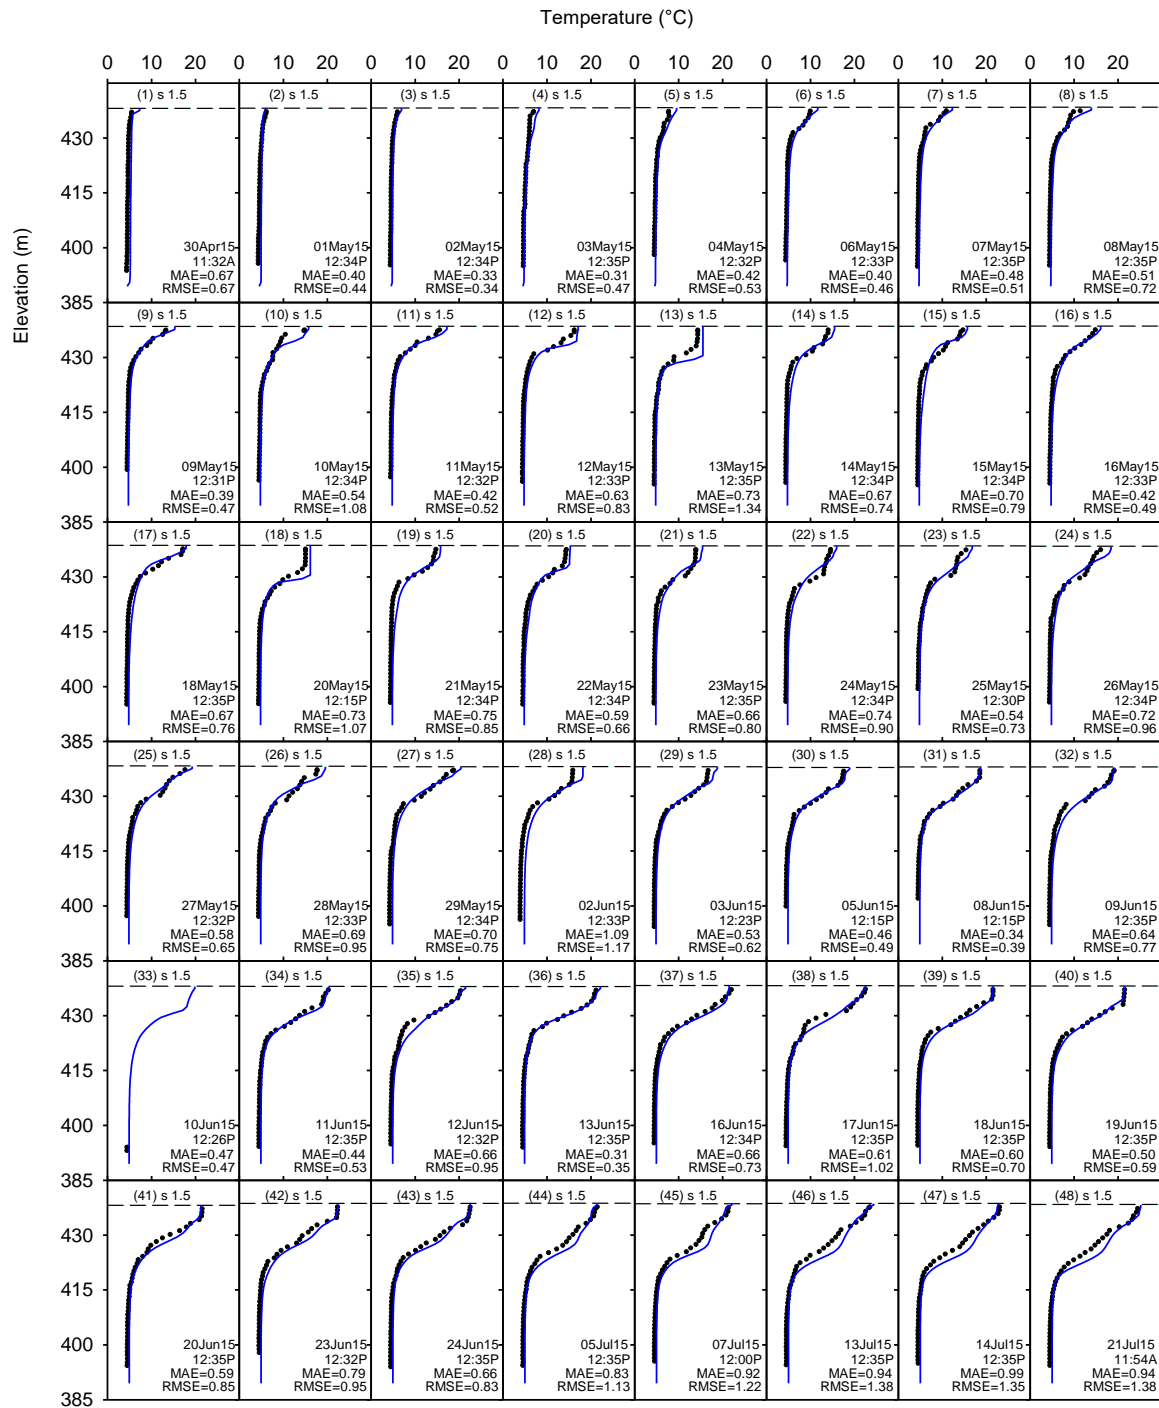 Temperature (°C)
0 10 20 0 10 20 0 10 20 0 10 20 0 10 20 0 10 20 0 10 20 0 10 20
Elevation (m)
(1) s 1.5 (2) s 1.5 (3) s 1.5 (4) s 1.5 (5) s 1.5 (6) s 1.5 (7) s 1.5 (8) s 1.5
430
415
400
30Apr15 01May15 02May15 03May15 04May15 06May15 07May15 08May15
11:32A 12:34P 12:34P 12:35P 12:32P 12:33P 12:35P 12:35P
MAE=0.67 MAE=0.40 MAE=0.33 MAE=0.31 MAE=0.42 MAE=0.40 MAE=0.48 MAE=0.51
RMSE=0.67 RMSE=0.44 RMSE=0.34 RMSE=0.47 RMSE=0.53 RMSE=0.46 RMSE=0.51 RMSE=0.72
385
(9) s 1.5 (10) s 1.5 (11) s 1.5 (12) s 1.5 (13) s 1.5 (14) s 1.5 (15) s 1.5 (16) s 1.5
430
415
400
09May15 10May15 11May15 12May15 13May15 14May15 15May15 16May15
12:31P 12:34P 12:32P 12:33P 12:35P 12:34P 12:34P 12:33P
MAE=0.39 MAE=0.54 MAE=0.42 MAE=0.63 MAE=0.73 MAE=0.67 MAE=0.70 MAE=0.42
RMSE=0.47 RMSE=1.08 RMSE=0.52 RMSE=0.83 RMSE=1.34 RMSE=0.74 RMSE=0.79 RMSE=0.49
385
(17) s 1.5 (18) s 1.5 (19) s 1.5 (20) s 1.5 (21) s 1.5 (22) s 1.5 (23) s 1.5 (24) s 1.5
430
415
400
18May15 20May15 21May15 22May15 23May15 24May15 25May15 26May15
12:35P 12:15P 12:34P 12:34P 12:35P 12:34P 12:30P 12:34P
MAE=0.67 MAE=0.73 MAE=0.75 MAE=0.59 MAE=0.66 MAE=0.74 MAE=0.54 MAE=0.72
RMSE=0.76 RMSE=1.07 RMSE=0.85 RMSE=0.66 RMSE=0.80 RMSE=0.90 RMSE=0.73 RMSE=0.96
385
(25) s 1.5 (26) s 1.5 (27) s 1.5 (28) s 1.5 (29) s 1.5 (30) s 1.5 (31) s 1.5 (32) s 1.5
430
415
400
27May15 28May15 29May15 02Jun15 03Jun15 05Jun15 08Jun15 09Jun15
12:32P 12:33P 12:34P 12:33P 12:23P 12:15P 12:15P 12:35P
MAE=0.58 MAE=0.69 MAE=0.70 MAE=1.09 MAE=0.53 MAE=0.46 MAE=0.34 MAE=0.64
RMSE=0.65 RMSE=0.95 RMSE=0.75 RMSE=1.17 RMSE=0.62 RMSE=0.49 RMSE=0.39 RMSE=0.77
385
(33) s 1.5 (34) s 1.5 (35) s 1.5 (36) s 1.5 (37) s 1.5 (38) s 1.5 (39) s 1.5 (40) s 1.5
430
415
400
10Jun15 11Jun15 12Jun15 13Jun15 16Jun15 17Jun15 18Jun15 19Jun15
12:26P 12:35P 12:32P 12:35P 12:34P 12:35P 12:35P 12:35P
MAE=0.47 MAE=0.44 MAE=0.66 MAE=0.31 MAE=0.66 MAE=0.61 MAE=0.60 MAE=0.50
RMSE=0.47 RMSE=0.53 RMSE=0.95 RMSE=0.35 RMSE=0.73 RMSE=1.02 RMSE=0.70 RMSE=0.59
385
(41) s 1.5 (42) s 1.5 (43) s 1.5 (44) s 1.5 (45) s 1.5 (46) s 1.5 (47) s 1.5 (48) s 1.5
430
415
400
20Jun15 23Jun15 24Jun15 05Jul15 07Jul15 13Jul15 14Jul15 21Jul15
12:35P 12:32P 12:35P 12:35P 12:00P 12:35P 12:35P 11:54A
MAE=0.59 MAE=0.79 MAE=0.66 MAE=0.83 MAE=0.92 MAE=0.94 MAE=0.99 MAE=0.94
RMSE=0.85 RMSE=0.95 RMSE=0.83 RMSE=1.13 RMSE=1.22 RMSE=1.38 RMSE=1.35 RMSE=1.38
385